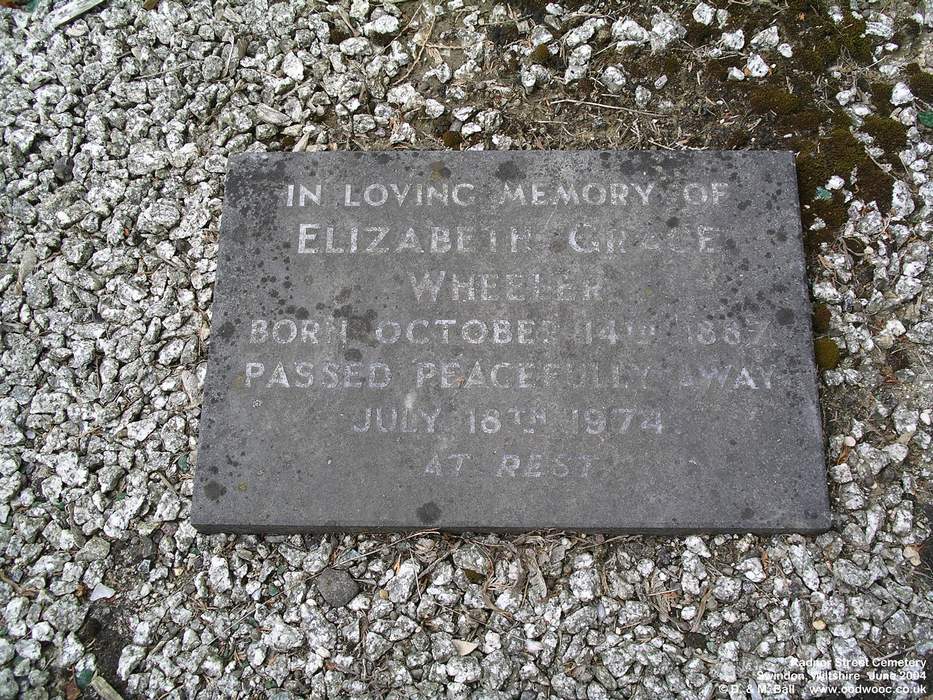 IN LOVING MEMORY OF
ELIZABETH GRACE
WHEELER
BORN OCTOBER 14TH 1887
PASSED PEACEFULLY AWAY
JULY 18TH 1974
AT REST
Radnor Street Cemetery
Swindon, Wiltshire June 2004
© D. & M. Ball www.oodwooc.co.uk